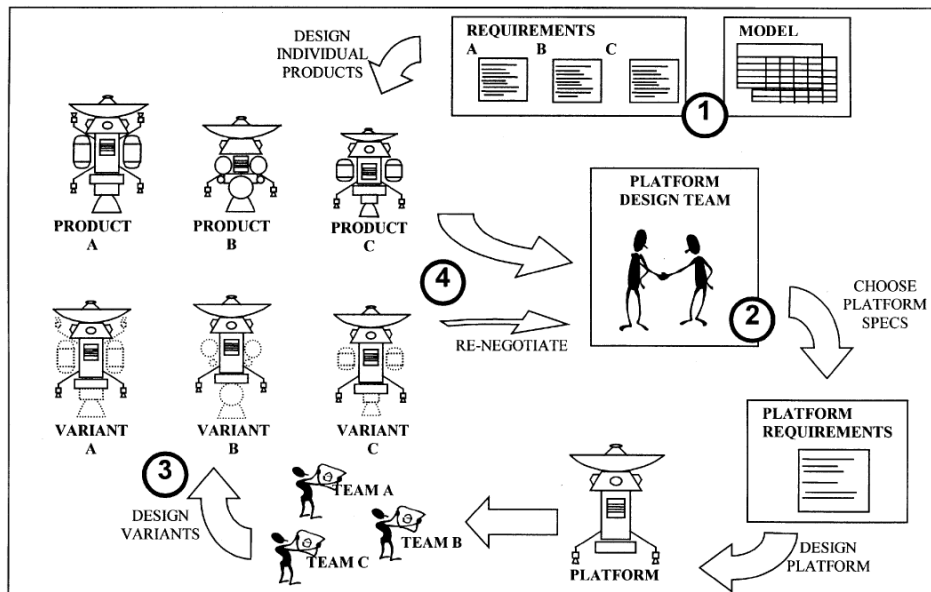 DESIGN
INDIVIDUAL
PRODUCTS
REQUIREMENTS
A B C
MODEL
1
PRODUCT
A
PRODUCT
B
PRODUCT
C
PLATFORM
DESIGN TEAM
4
2
RE-NEGOTIATE
CHOOSE
PLATFORM
SPECS
VARIANT
A
VARIANT
B
VARIANT
C
PLATFORM
REQUIREMENTS
3
DESIGN
VARIANTS
TEAM A
TEAM B
TEAM C
PLATFORM
DESIGN
PLATFORM